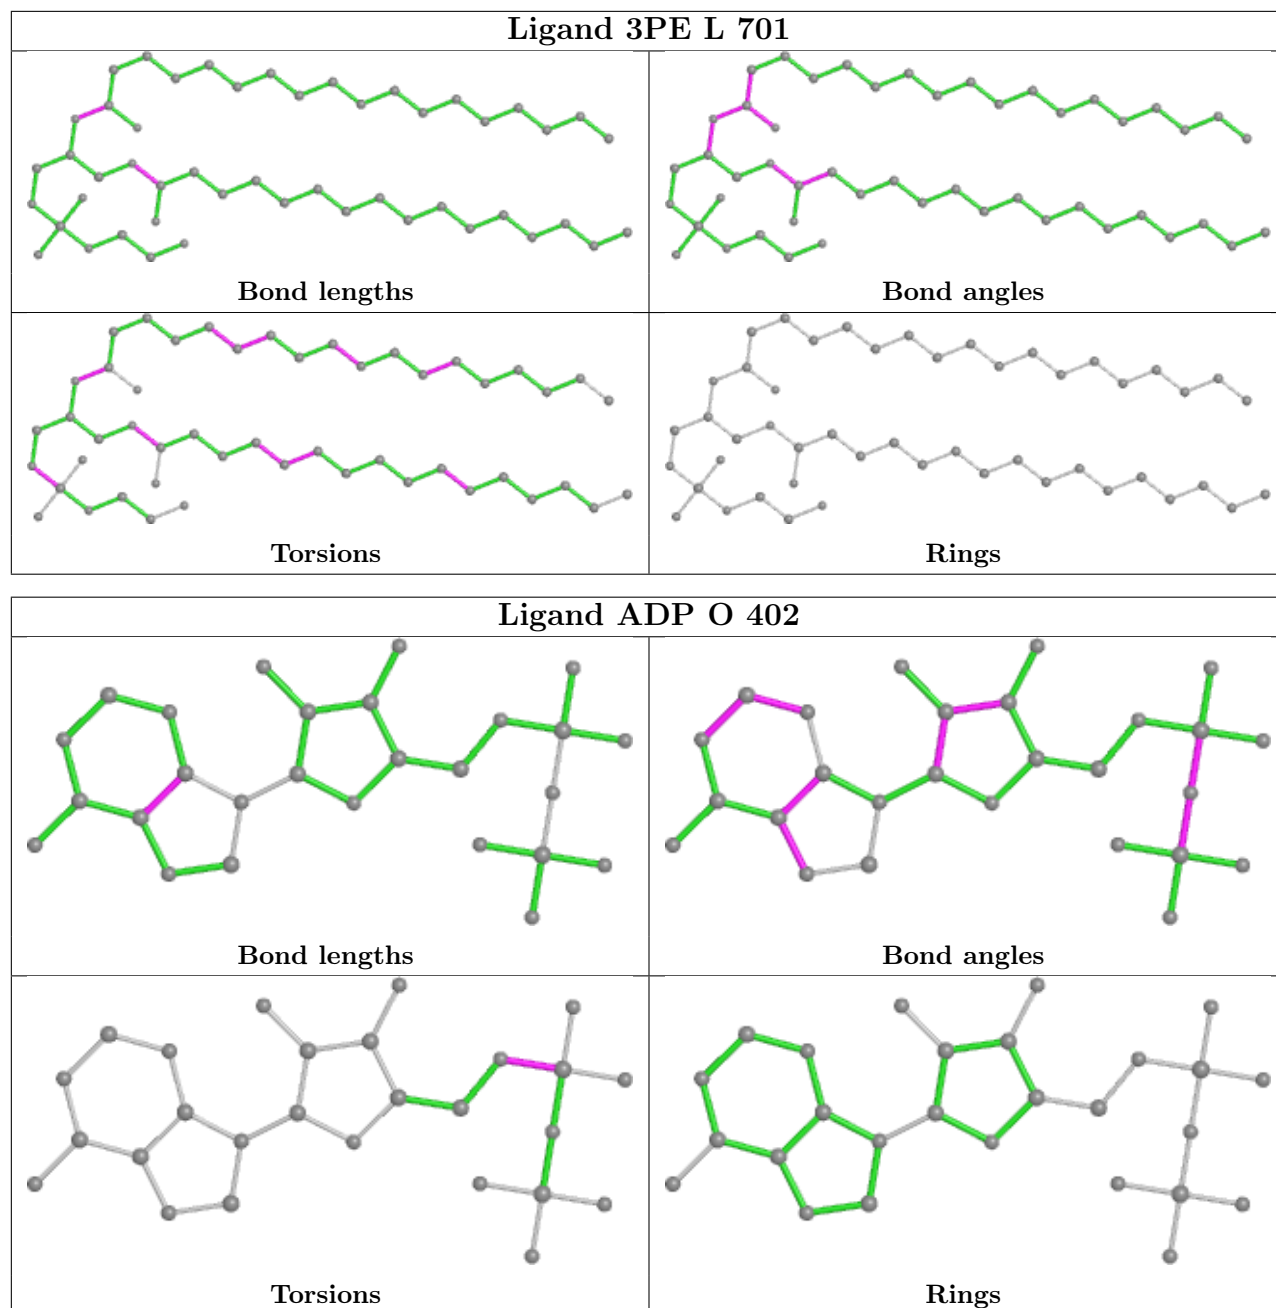 Ligand 3PE L 701
Bond lengths
Bond angles
Torsions
Rings
Ligand ADP O 402
Bond lengths
Bond angles
Torsions
Rings